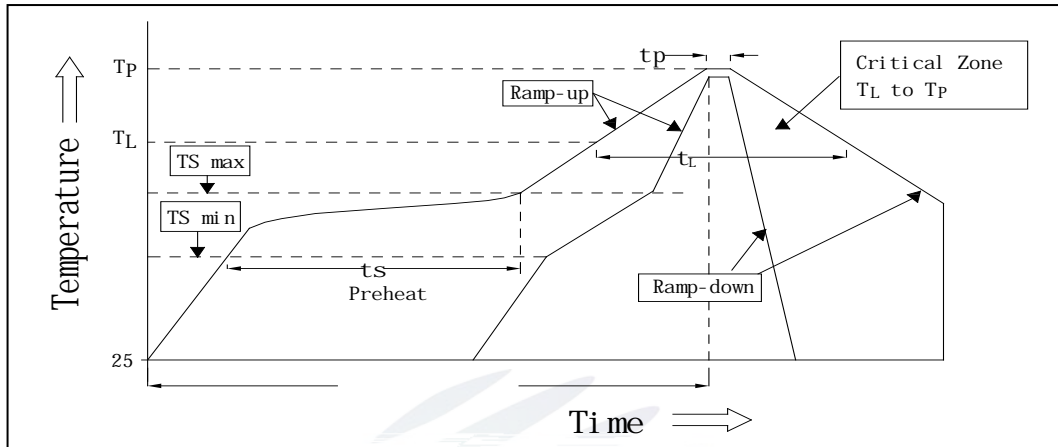 tp
TP
Critical Zone
TL to TP
Ramp-up
TL
TS max
tL
TS min
ts
Preheat
Ramp-down
25
Time
Temperature